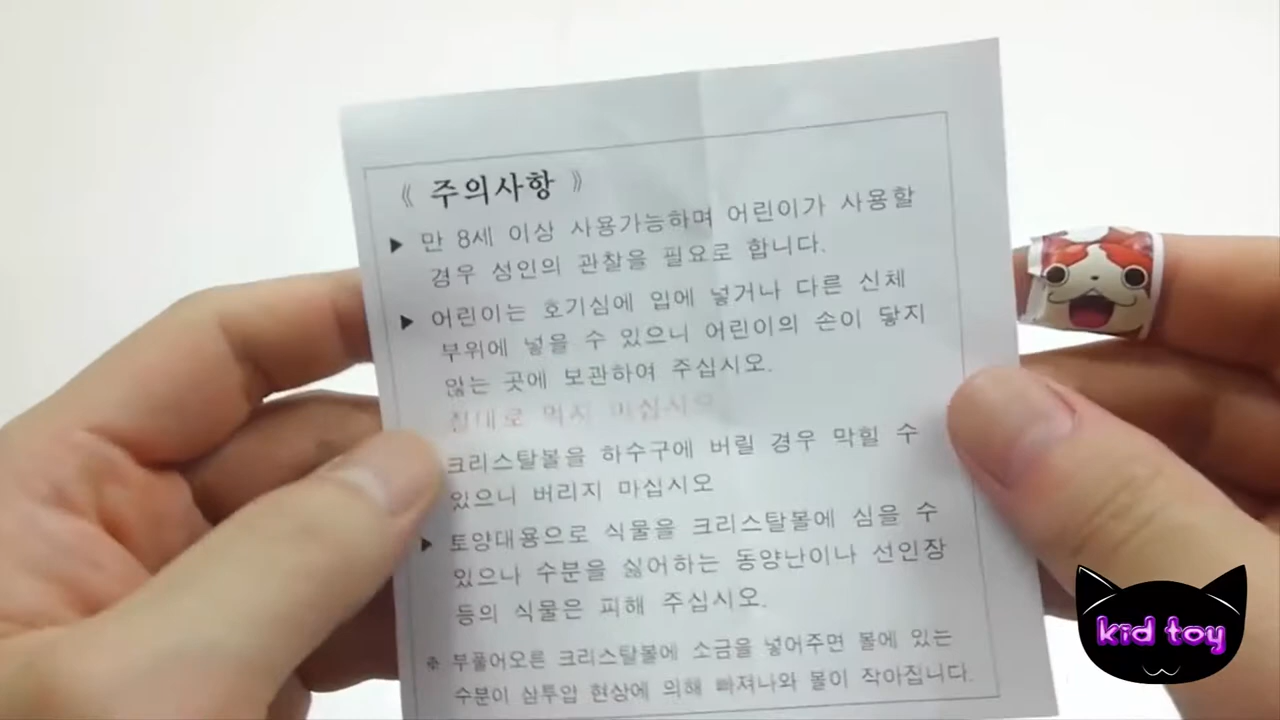 《 주의사항 》
▶ 만 8세 이상 사용가능하며 어린이가 사용할
경우 성인의 관찰을 필요로 합니다.
▶ 어린이는 호기심에 입에 넣거나 다른 신체
부위에 넣을 수 있으니 어린이의 손이 닿지
않는 곳에 보관하여 주십시오.
절대로 먹지 마십시오
크리스탈볼을 하수구에 버릴 경우 막힐 수
있으니 버리지 마십시오
▶ 토양대용으로 식물을 크리스탈볼에 심을 수
있으나 수분을 싫어하는 동양난이나 선인장
등의 식물은 피해 주십시오.
※ 부풀어오른 크리스탈볼에 소금을 넣어주면 볼에 있는
수분이 삼투압 현상에 의해 빠져나와 볼이 작아집니다.
kid toy